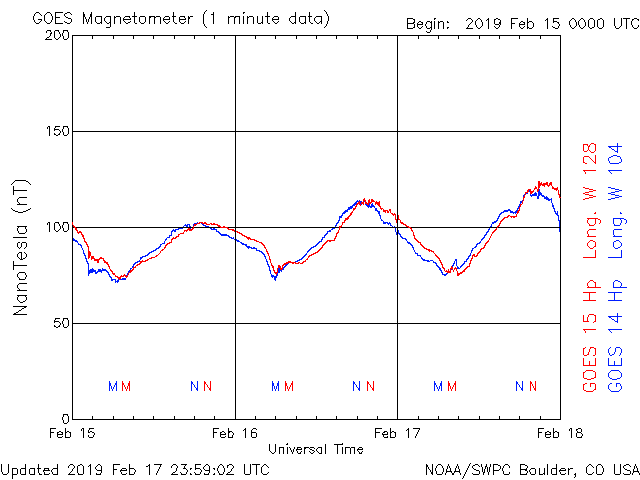 GOES Magnetometer (1 minute data)
Begin: 2019 Feb 15 0000 UTC
200
150
100
50
0
NanoTesla (nT)
M M N N M M N N M M N N
Feb 15 Feb 16 Feb 17 Feb 18
Universal Time
GOES 15 Hp Long. W 128
GOES 14 Hp Long. W 104
Updated 2019 Feb 17 23:59:02 UTC
NOAA/SWPC Boulder, CO USA